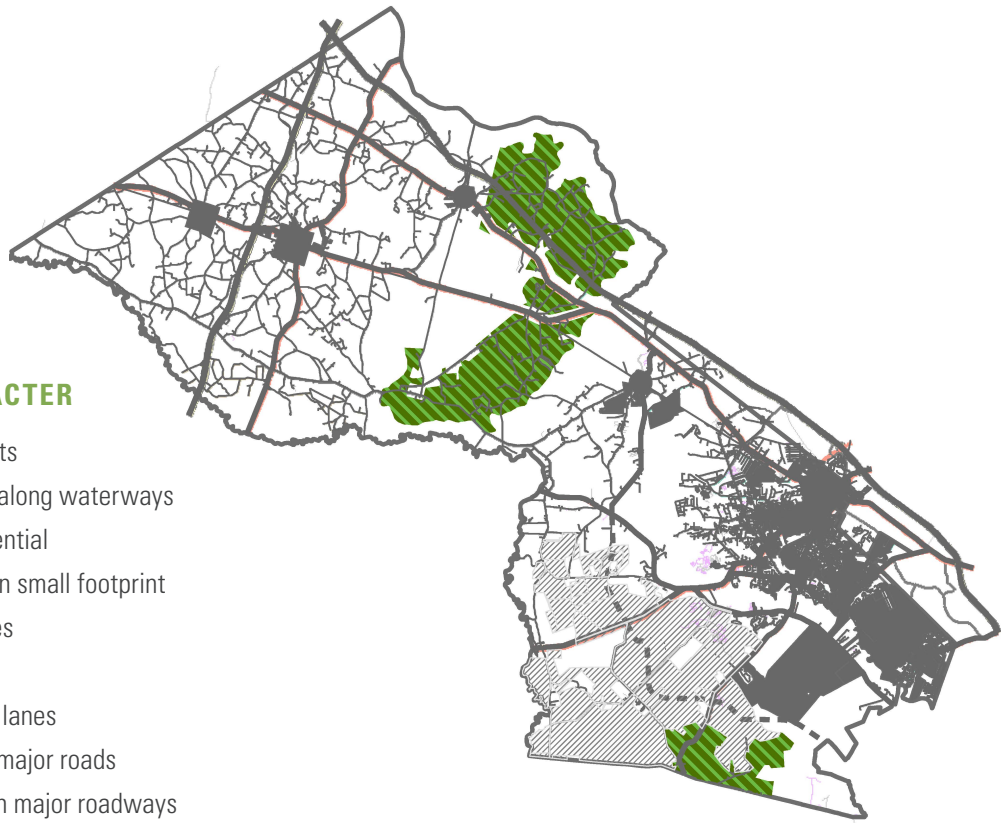 ACTER
ts
along waterways
ential
n small footprint
es
lanes
major roads
n major roadways